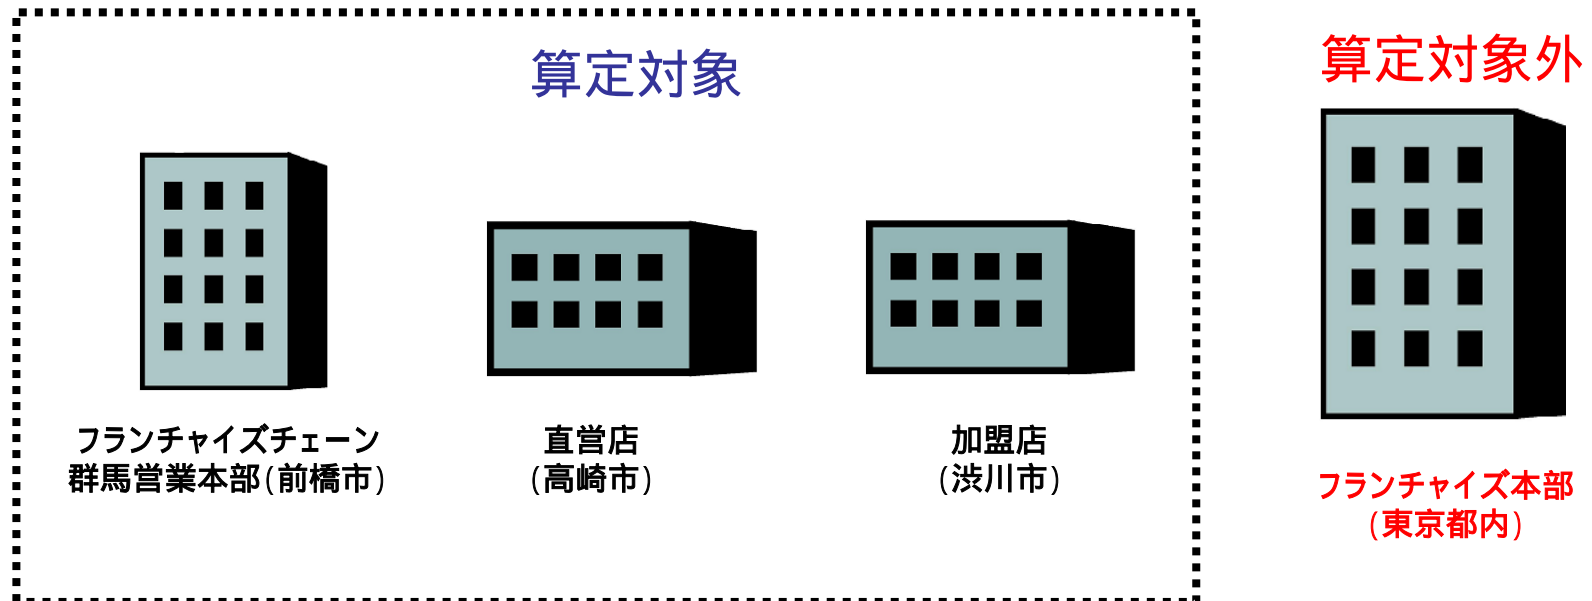 算定対象
算定対象外
フランチャイズチェーン
群馬営業本部(前橋市)
直営店
(高崎市)
加盟店
(渋川市)
フランチャイズ本部
(東京都内)